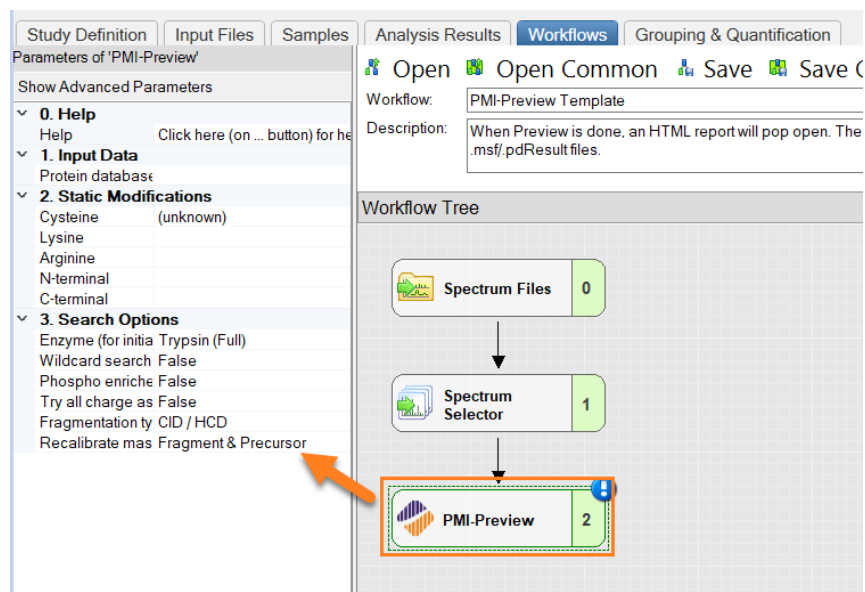 Study Definition Input Files Samples Analysis Results Workflows Grouping & Quantification
Parameters of 'PMI-Preview'
Show Advanced Parameters
0. Help
Help Click here (on ... button) for he
1. Input Data
Protein database
2. Static Modifications
Cysteine (unknown)
Lysine
Arginine
N-terminal
C-terminal
3. Search Options
Enzyme (for initia Trypsin (Full)
Wildcard search False
Phospho enriche False
Try all charge as False
Fragmentation ty CID / HCD
Recalibrate mas Fragment & Precursor
Open Open Common Save Save C
Workflow: PMI-Preview Template
Description: When Preview is done, an HTML report will pop open. The
.msf/.pdResult files.
Workflow Tree
Spectrum Files 0
Spectrum
Selector 1
PMI-Preview 2